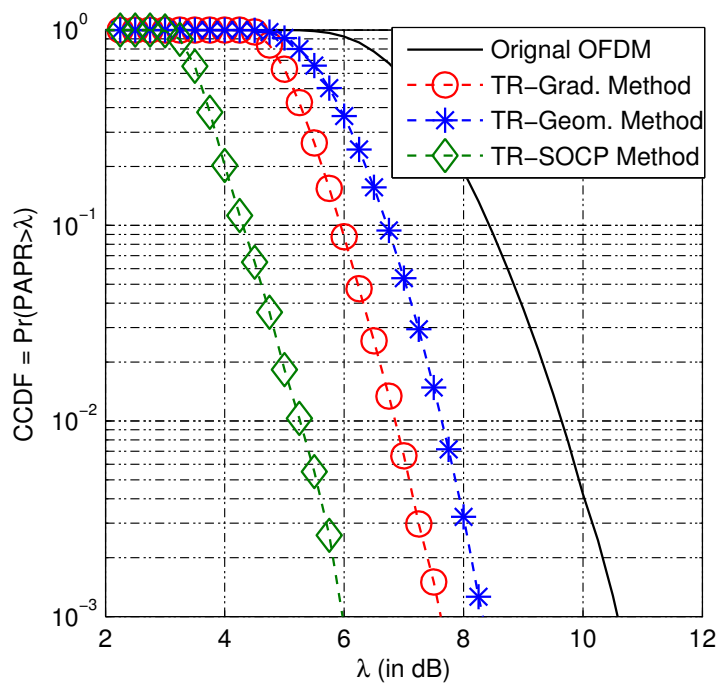 10^0
10^-1
10^-2
10^-3
CCDF = Pr(PAPR>λ)
Orignal OFDM
TR-Grad. Method
TR-Geom. Method
TR-SOCP Method
2 4 6 8 10 12
λ (in dB)